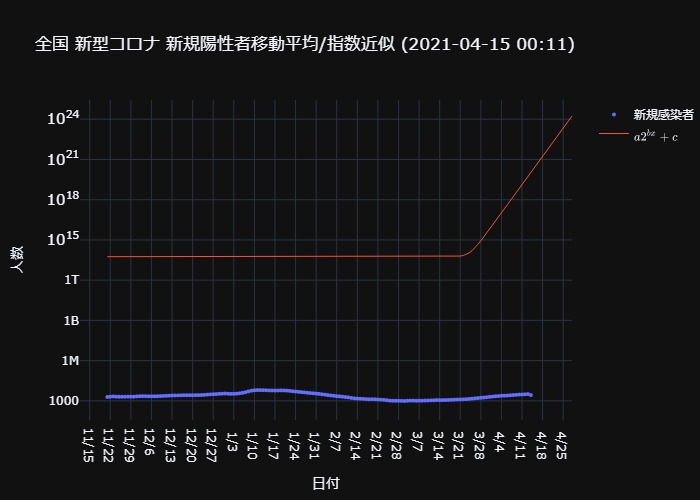 全国 新型コロナ 新規陽性者移動平均/指数近似 (2021-04-15 00:11)
新規感染者
a2^{bx} + c
10^{24}
10^{21}
10^{18}
10^{15}
1T
1B
1M
1000
人数
11/15 11/22 11/29 12/6 12/13 12/20 12/27 1/3 1/10 1/17 1/24 1/31 2/7 2/14 2/21 2/28 3/7 3/14 3/21 3/28 4/4 4/11 4/18 4/25
日付